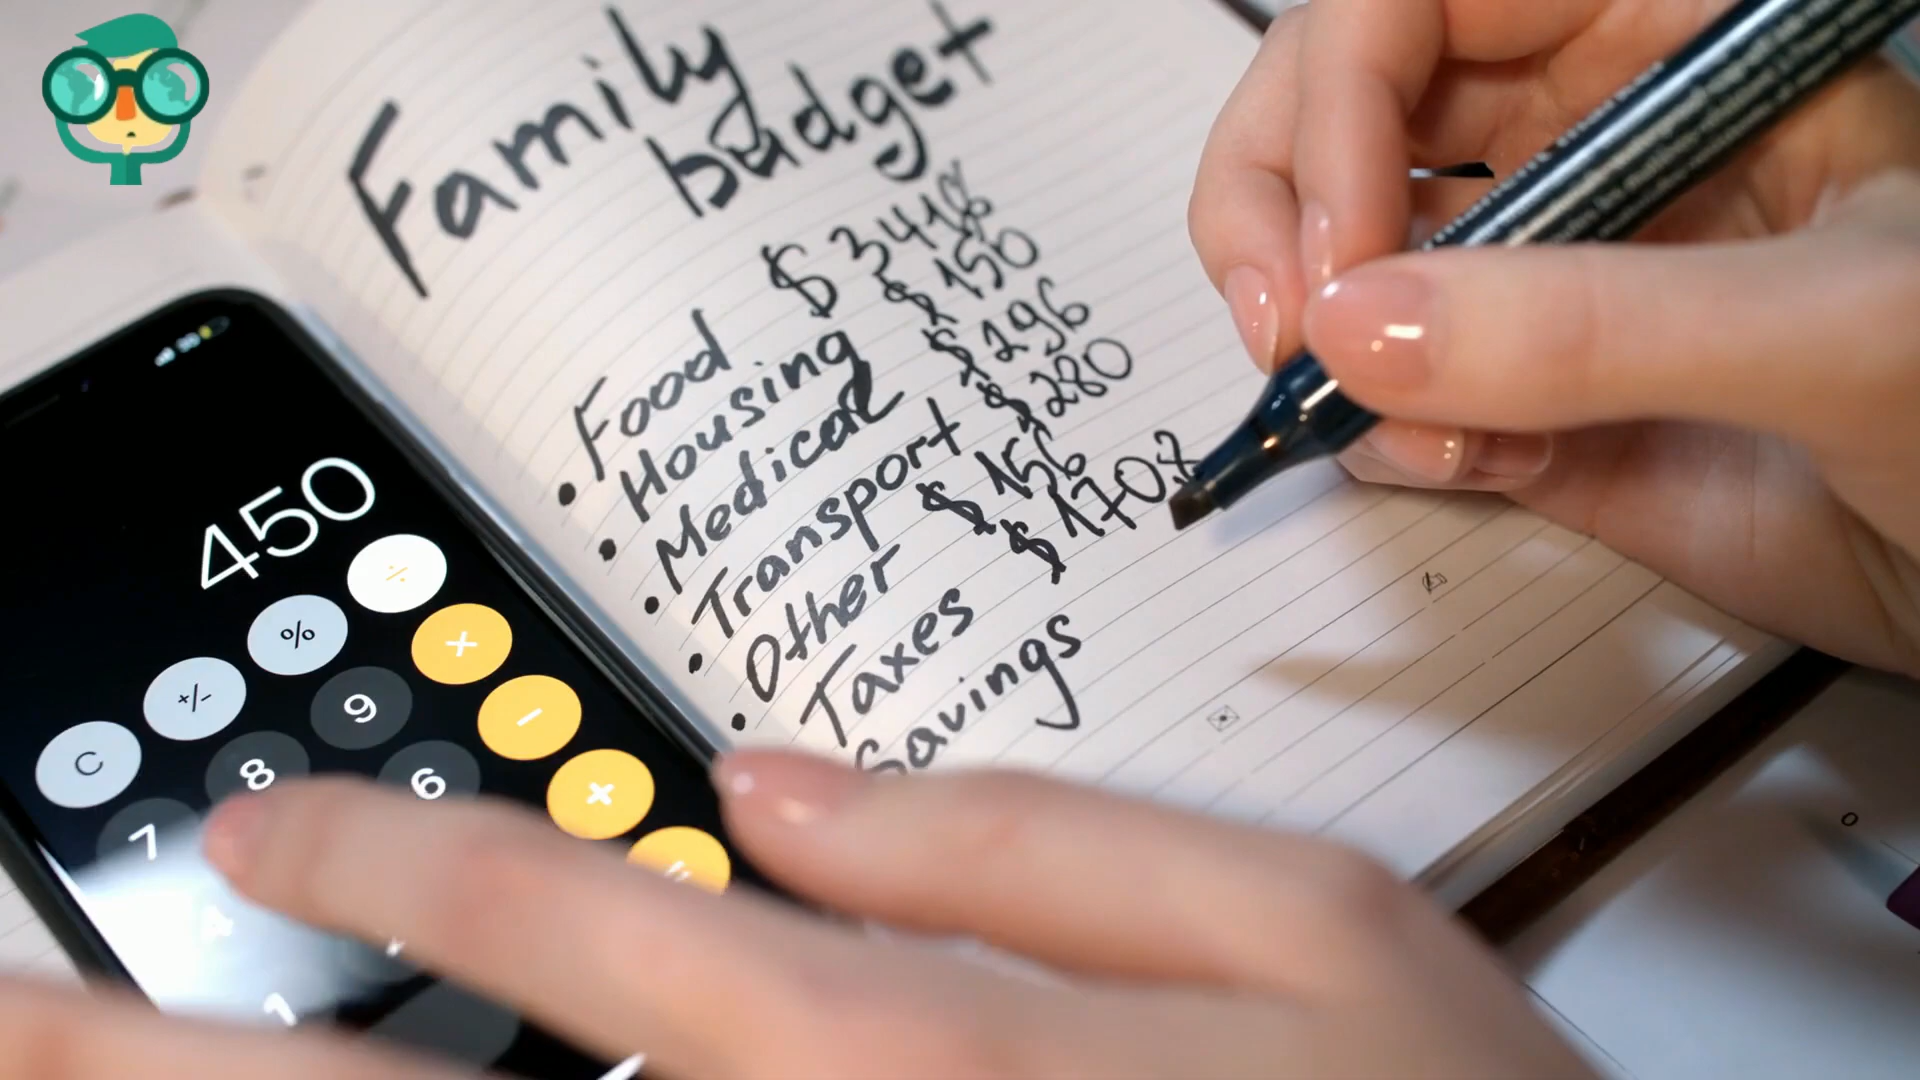 Family
budget
Food $ 3418
• Housing $ 150
• Medical $ 296
• Transport $ 280
• Other $ 156
• Taxes $ 1708
Savings
450
÷
% ×
+/- 9 −
C 8 6 +
7 =
1